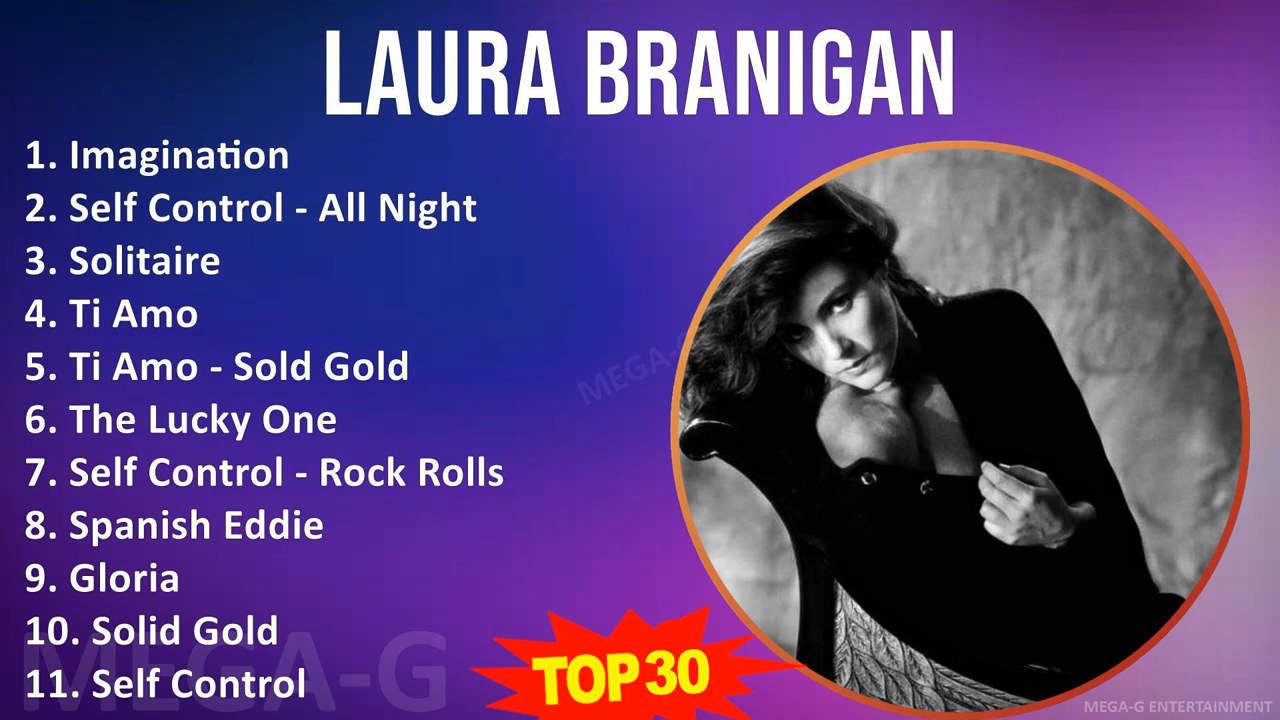 LAURA BRANIGAN
1. Imagination
2. Self Control - All Night
3. Solitaire
4. Ti Amo
5. Ti Amo - Sold Gold
6. The Lucky One
7. Self Control - Rock Rolls
8. Spanish Eddie
9. Gloria
10. Solid Gold
11. Self Control
MEGA-G
MEGA-G
TOP 30
MEGA-G ENTERTAINMENT